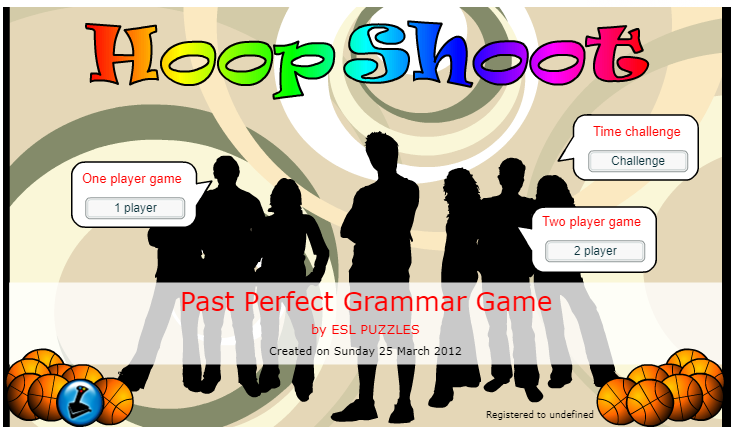 Hoop Shoot
Time challenge
Challenge
One player game
1 player
Two player game
2 player
Past Perfect Grammar Game
by ESL PUZZLES
Created on Sunday 25 March 2012
Registered to undefined